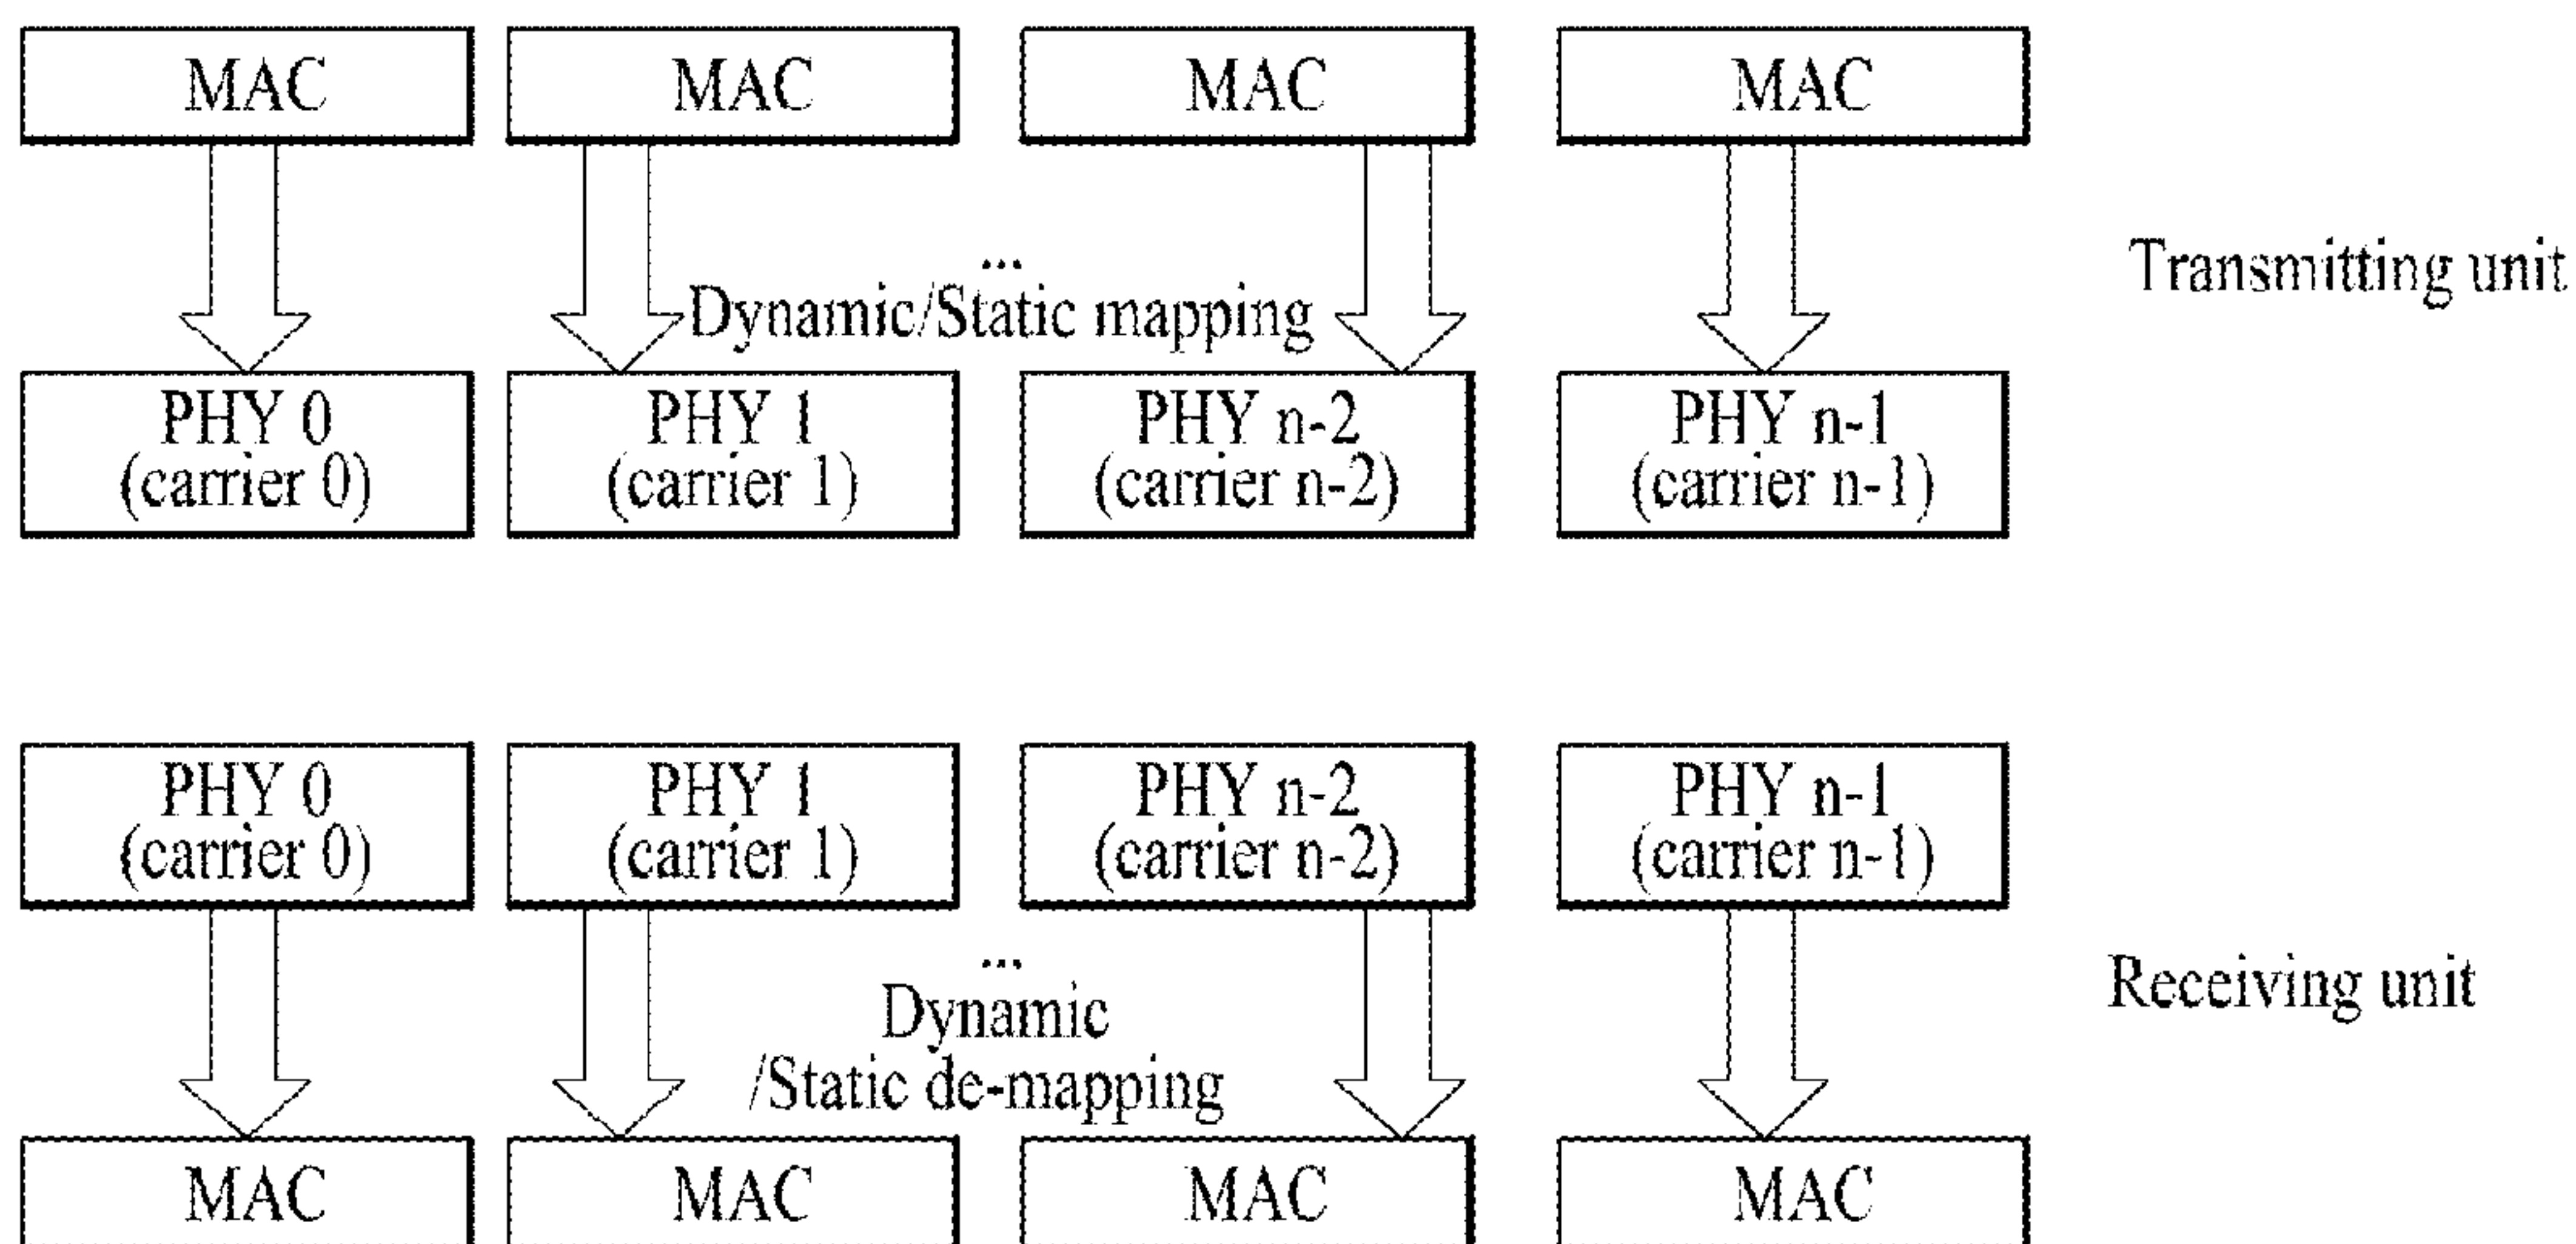 MAC MAC MAC MAC
...
Dynamic/Static mapping
Transmitting unit
PHY 0 PHY 1 PHY n-2 PHY n-1
(carrier 0) (carrier 1) (carrier n-2) (carrier n-1)
PHY 0 PHY 1 PHY n-2 PHY n-1
(carrier 0) (carrier 1) (carrier n-2) (carrier n-1)
...
Dynamic
/Static de-mapping
Receiving unit
MAC MAC MAC MAC